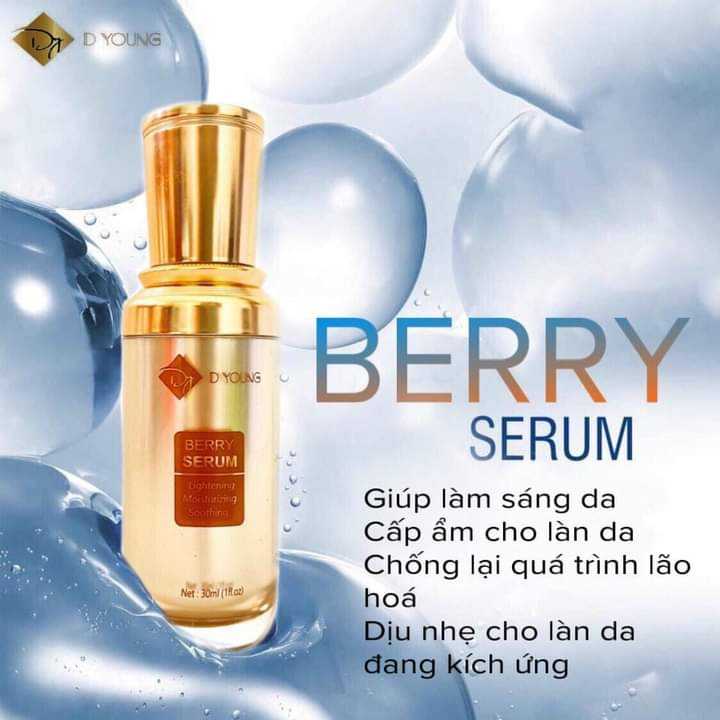 D YOUNG
D YOUNG
BERRY
SERUM
Lightening
Moisturizing
Soothing
Net : 30ml (1fl.oz)
BERRY
SERUM
Giúp làm sáng da
Cấp ẩm cho làn da
Chống lại quá trình lão
hoá
Dịu nhẹ cho làn da
đang kích ứng